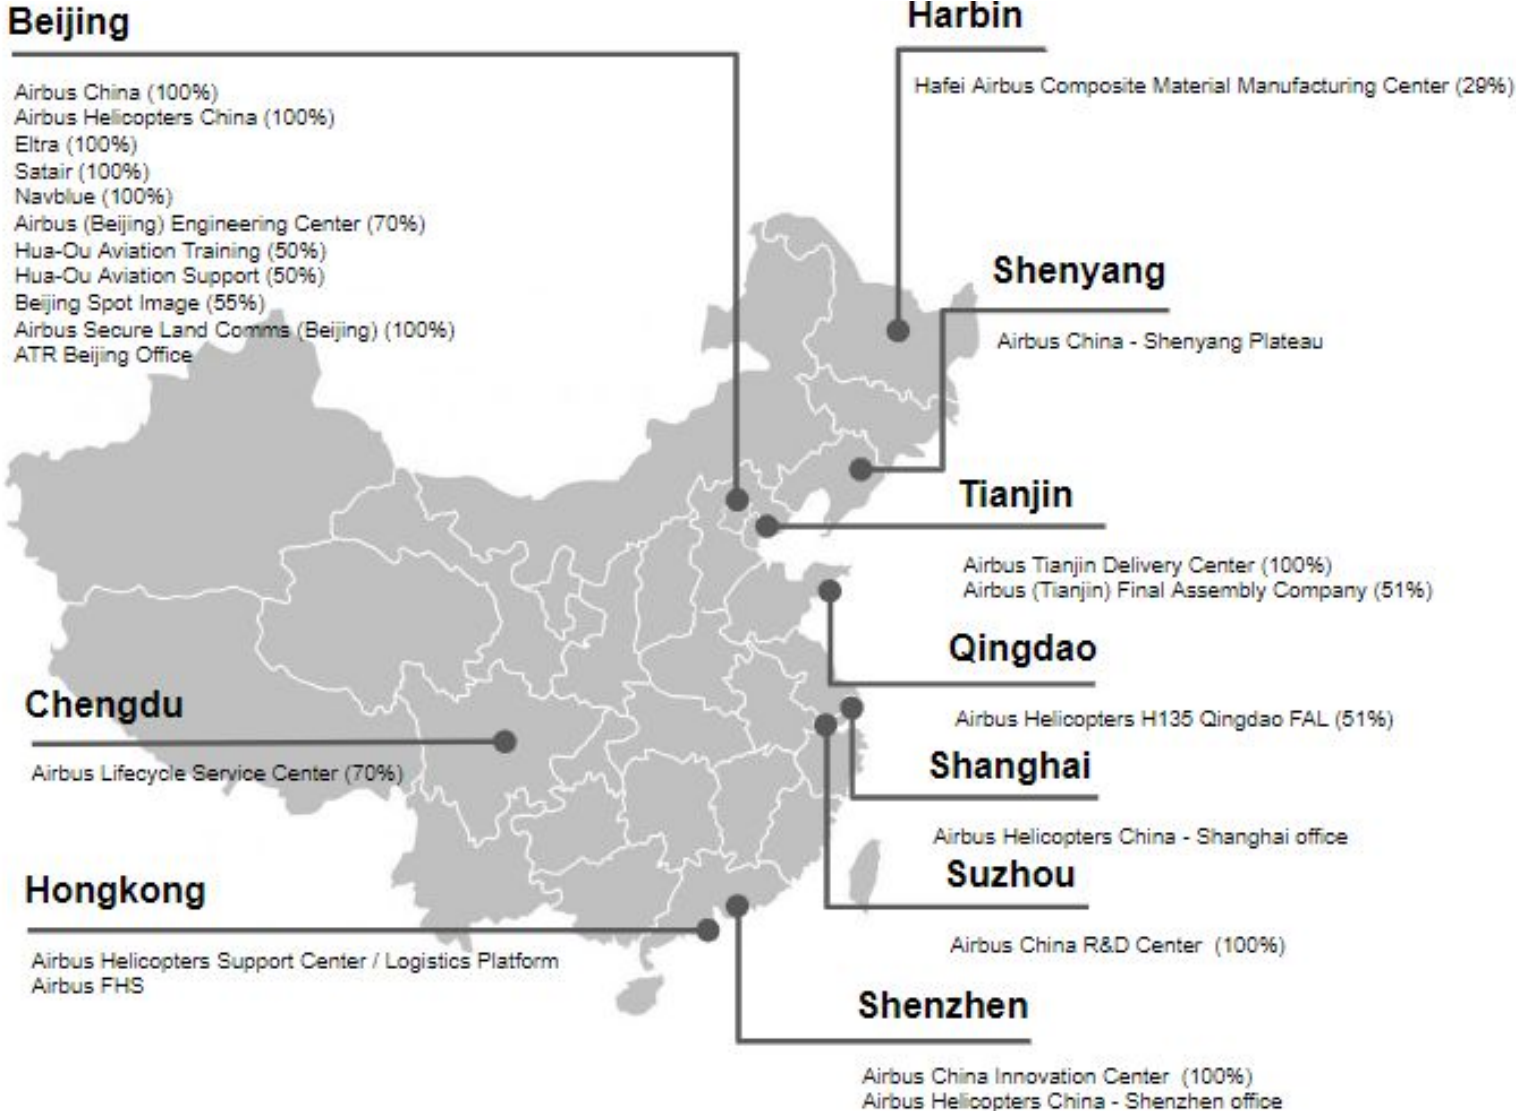 Beijing
Airbus China (100%)
Airbus Helicopters China (100%)
Eltra (100%)
Satair (100%)
Navblue (100%)
Airbus (Beijing) Engineering Center (70%)
Hua-Ou Aviation Training (50%)
Hua-Ou Aviation Support (50%)
Beijing Spot Image (55%)
Airbus Secure Land Comms (Beijing) (100%)
ATR Beijing Office
Harbin
Hafei Airbus Composite Material Manufacturing Center (29%)
Shenyang
Airbus China - Shenyang Plateau
Tianjin
Airbus Tianjin Delivery Center (100%)
Airbus (Tianjin) Final Assembly Company (51%)
Qingdao
Airbus Helicopters H135 Qingdao FAL (51%)
Chengdu
Airbus Lifecycle Service Center (70%)
Shanghai
Airbus Helicopters China - Shanghai office
Suzhou
Airbus China R&D Center (100%)
Hongkong
Airbus Helicopters Support Center / Logistics Platform
Airbus FHS
Shenzhen
Airbus China Innovation Center (100%)
Airbus Helicopters China - Shenzhen office